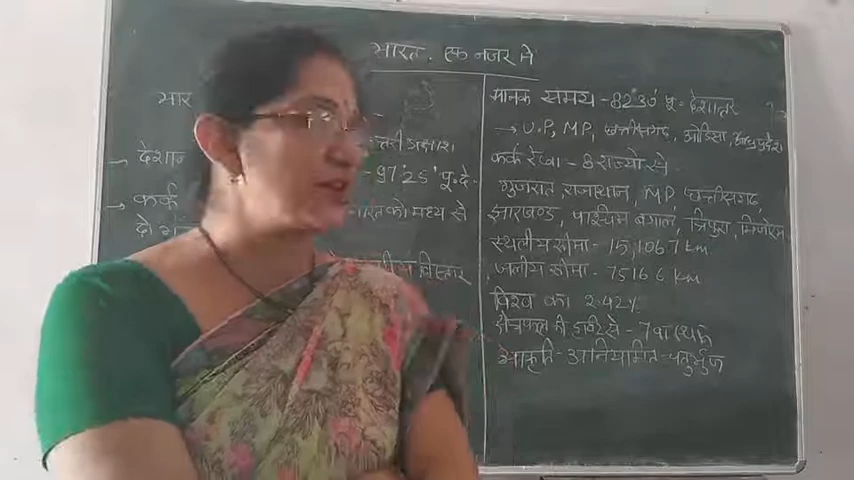 भारत . एक नजर में
भार
→ देशान
-97°25' पू.दे.
→ कर्क
भारत को मध्य से
विस्तार,
मानक समय - 82°30' पू॰ देशान्तर
→ U.P, MP, छत्तीसगढ़, ओडिसा, आन्ध्रप्रदेश
कर्क रेखा - 8 राज्यो से
गुजरात, राजस्थान, MP, छत्तीसगढ़
झारखण्ड, पश्चिम बंगाल, त्रिपुरा, मिजोरम
स्थलीय सीमा - 15,106.7 km
जलीय सीमा - 7516.6 km
विश्व का 2.42%
क्षेत्रफल की दृष्टि से - 7वां स्थान
आकृति - अनियमित - चतुर्भुज